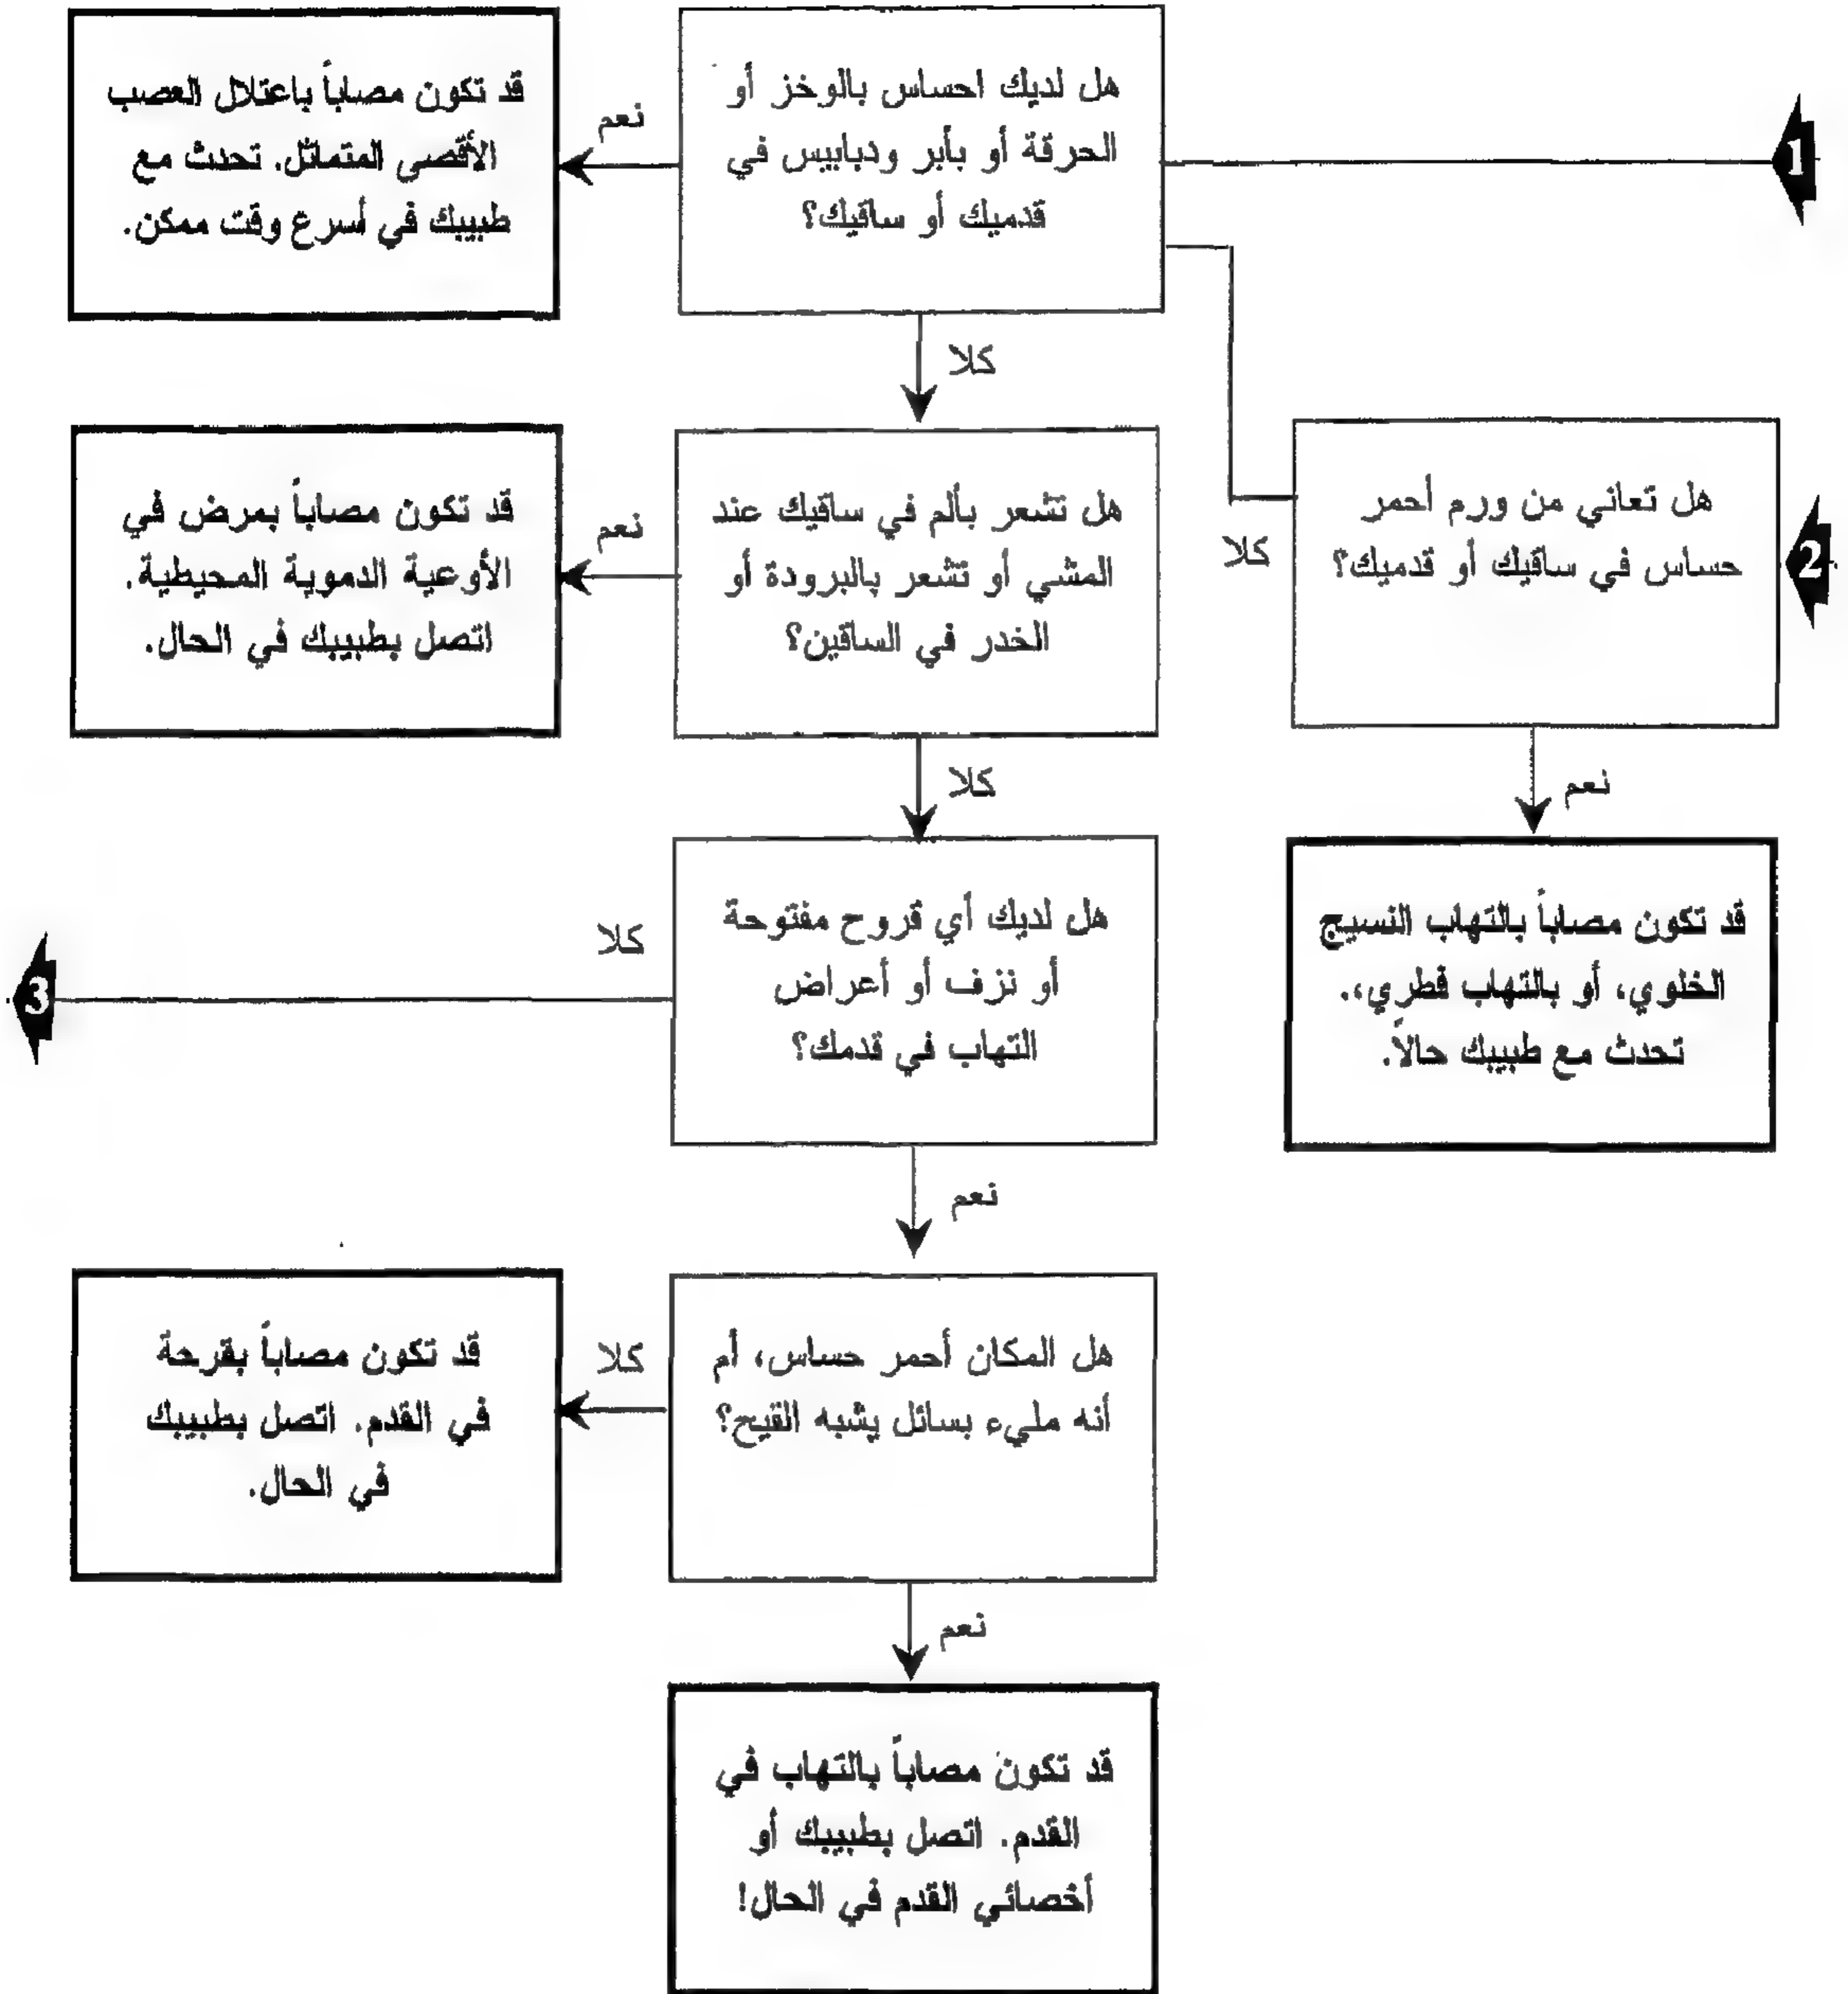 1
هل لديك احساس بالوخز أو
الحرقة أو بأبر ودبابيس في
قدميك أو ساقيك؟
نعم
قد تكون مصاباً باعتلال العصب
الأقصى المتماثل. تحدث مع
طبيبك في أسرع وقت ممكن.
كلا
2
هل تعاني من ورم أحمر
حساس في ساقيك أو قدميك؟
كلا
هل تشعر بألم في ساقيك عند
المشي أو تشعر بالبرودة أو
الخدر في الساقين؟
نعم
قد تكون مصاباً بمرض في
الأوعية الدموية المحيطية.
اتصل بطبيبك في الحال.
نعم
كلا
قد تكون مصاباً بالتهاب النسيج
الخلوي، أو بالتهاب فطري،.
تحدث مع طبيبك حالاً.
هل لديك أي قروح مفتوحة
أو نزف أو أعراض
التهاب في قدمك؟
كلا
3
نعم
هل المكان أحمر حساس، أم
أنه مليء بسائل يشبه القيح؟
كلا
قد تكون مصاباً بقرحة
في القدم. اتصل بطبيبك
في الحال.
نعم
قد تكون مصاباً بالتهاب في
القدم. اتصل بطبيبك أو
أخصائي القدم في الحال!